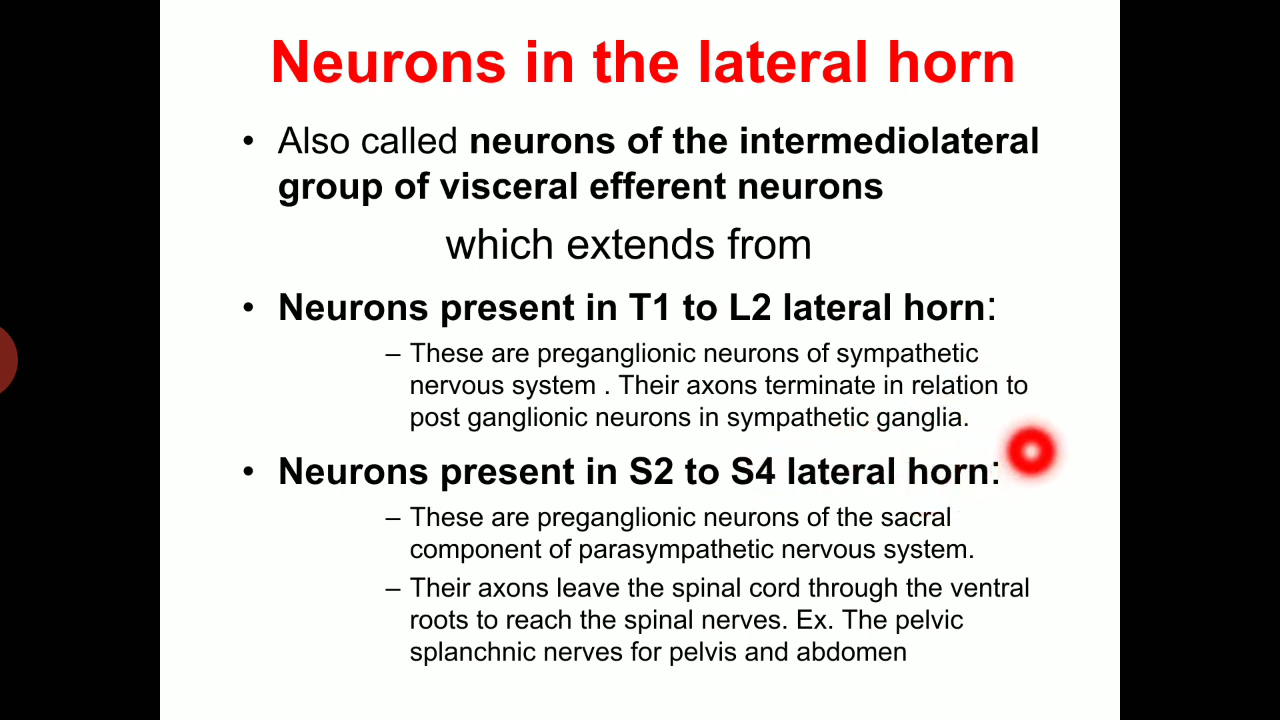 Neurons in the lateral horn
• Also called neurons of the intermediolateral
group of visceral efferent neurons
which extends from
• Neurons present in T1 to L2 lateral horn:
– These are preganglionic neurons of sympathetic
nervous system . Their axons terminate in relation to
post ganglionic neurons in sympathetic ganglia.
• Neurons present in S2 to S4 lateral horn:
– These are preganglionic neurons of the sacral
component of parasympathetic nervous system.
– Their axons leave the spinal cord through the ventral
roots to reach the spinal nerves. Ex. The pelvic
splanchnic nerves for pelvis and abdomen